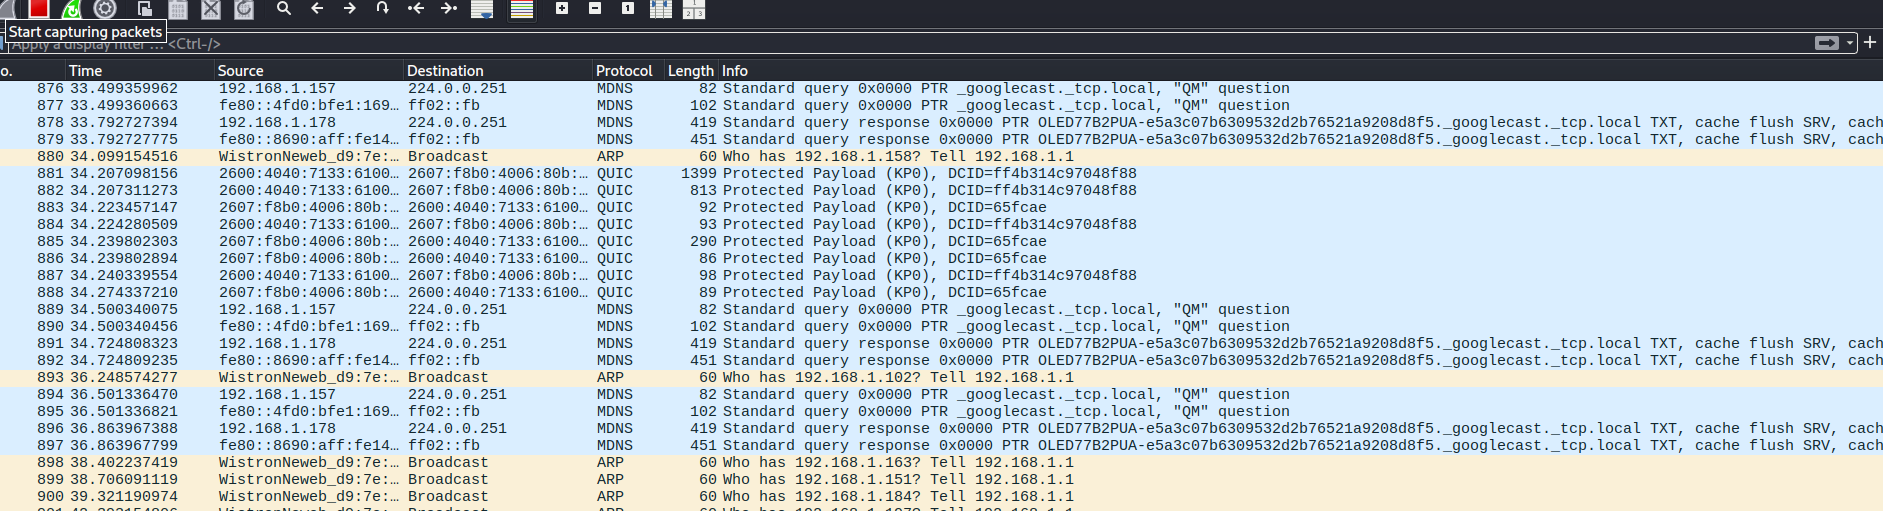 Start capturing packets
Apply a display filter … <Ctrl-/>
o. Time Source Destination Protocol Length Info
876 33.499359962 192.168.1.157 224.0.0.251 MDNS 82 Standard query 0x0000 PTR _googlecast._tcp.local, "QM" question
877 33.499360663 fe80::4fd0:bfe1:169… ff02::fb MDNS 102 Standard query 0x0000 PTR _googlecast._tcp.local, "QM" question
878 33.792727394 192.168.1.178 224.0.0.251 MDNS 419 Standard query response 0x0000 PTR OLED77B2PUA-e5a3c07b6309532d2b76521a9208d8f5._googlecast._tcp.local TXT, cache flush SRV, cach
879 33.792727775 fe80::8690:aff:fe14… ff02::fb MDNS 451 Standard query response 0x0000 PTR OLED77B2PUA-e5a3c07b6309532d2b76521a9208d8f5._googlecast._tcp.local TXT, cache flush SRV, cach
880 34.099154516 WistronNeweb_d9:7e:… Broadcast ARP 60 Who has 192.168.1.158? Tell 192.168.1.1
881 34.207098156 2600:4040:7133:6100… 2607:f8b0:4006:80b:… QUIC 1399 Protected Payload (KP0), DCID=ff4b314c97048f88
882 34.207311273 2600:4040:7133:6100… 2607:f8b0:4006:80b:… QUIC 813 Protected Payload (KP0), DCID=ff4b314c97048f88
883 34.223457147 2607:f8b0:4006:80b:… 2600:4040:7133:6100… QUIC 92 Protected Payload (KP0), DCID=65fcae
884 34.224280509 2600:4040:7133:6100… 2607:f8b0:4006:80b:… QUIC 93 Protected Payload (KP0), DCID=ff4b314c97048f88
885 34.239802303 2607:f8b0:4006:80b:… 2600:4040:7133:6100… QUIC 290 Protected Payload (KP0), DCID=65fcae
886 34.239802894 2607:f8b0:4006:80b:… 2600:4040:7133:6100… QUIC 86 Protected Payload (KP0), DCID=65fcae
887 34.240339554 2600:4040:7133:6100… 2607:f8b0:4006:80b:… QUIC 98 Protected Payload (KP0), DCID=ff4b314c97048f88
888 34.274337210 2607:f8b0:4006:80b:… 2600:4040:7133:6100… QUIC 89 Protected Payload (KP0), DCID=65fcae
889 34.500340075 192.168.1.157 224.0.0.251 MDNS 82 Standard query 0x0000 PTR _googlecast._tcp.local, "QM" question
890 34.500340456 fe80::4fd0:bfe1:169… ff02::fb MDNS 102 Standard query 0x0000 PTR _googlecast._tcp.local, "QM" question
891 34.724808323 192.168.1.178 224.0.0.251 MDNS 419 Standard query response 0x0000 PTR OLED77B2PUA-e5a3c07b6309532d2b76521a9208d8f5._googlecast._tcp.local TXT, cache flush SRV, cach
892 34.724809235 fe80::8690:aff:fe14… ff02::fb MDNS 451 Standard query response 0x0000 PTR OLED77B2PUA-e5a3c07b6309532d2b76521a9208d8f5._googlecast._tcp.local TXT, cache flush SRV, cach
893 36.248574277 WistronNeweb_d9:7e:… Broadcast ARP 60 Who has 192.168.1.102? Tell 192.168.1.1
894 36.501336470 192.168.1.157 224.0.0.251 MDNS 82 Standard query 0x0000 PTR _googlecast._tcp.local, "QM" question
895 36.501336821 fe80::4fd0:bfe1:169… ff02::fb MDNS 102 Standard query 0x0000 PTR _googlecast._tcp.local, "QM" question
896 36.863967388 192.168.1.178 224.0.0.251 MDNS 419 Standard query response 0x0000 PTR OLED77B2PUA-e5a3c07b6309532d2b76521a9208d8f5._googlecast._tcp.local TXT, cache flush SRV, cach
897 36.863967799 fe80::8690:aff:fe14… ff02::fb MDNS 451 Standard query response 0x0000 PTR OLED77B2PUA-e5a3c07b6309532d2b76521a9208d8f5._googlecast._tcp.local TXT, cache flush SRV, cach
898 38.402237419 WistronNeweb_d9:7e:… Broadcast ARP 60 Who has 192.168.1.163? Tell 192.168.1.1
899 38.706091119 WistronNeweb_d9:7e:… Broadcast ARP 60 Who has 192.168.1.151? Tell 192.168.1.1
900 39.321190974 WistronNeweb_d9:7e:… Broadcast ARP 60 Who has 192.168.1.184? Tell 192.168.1.1